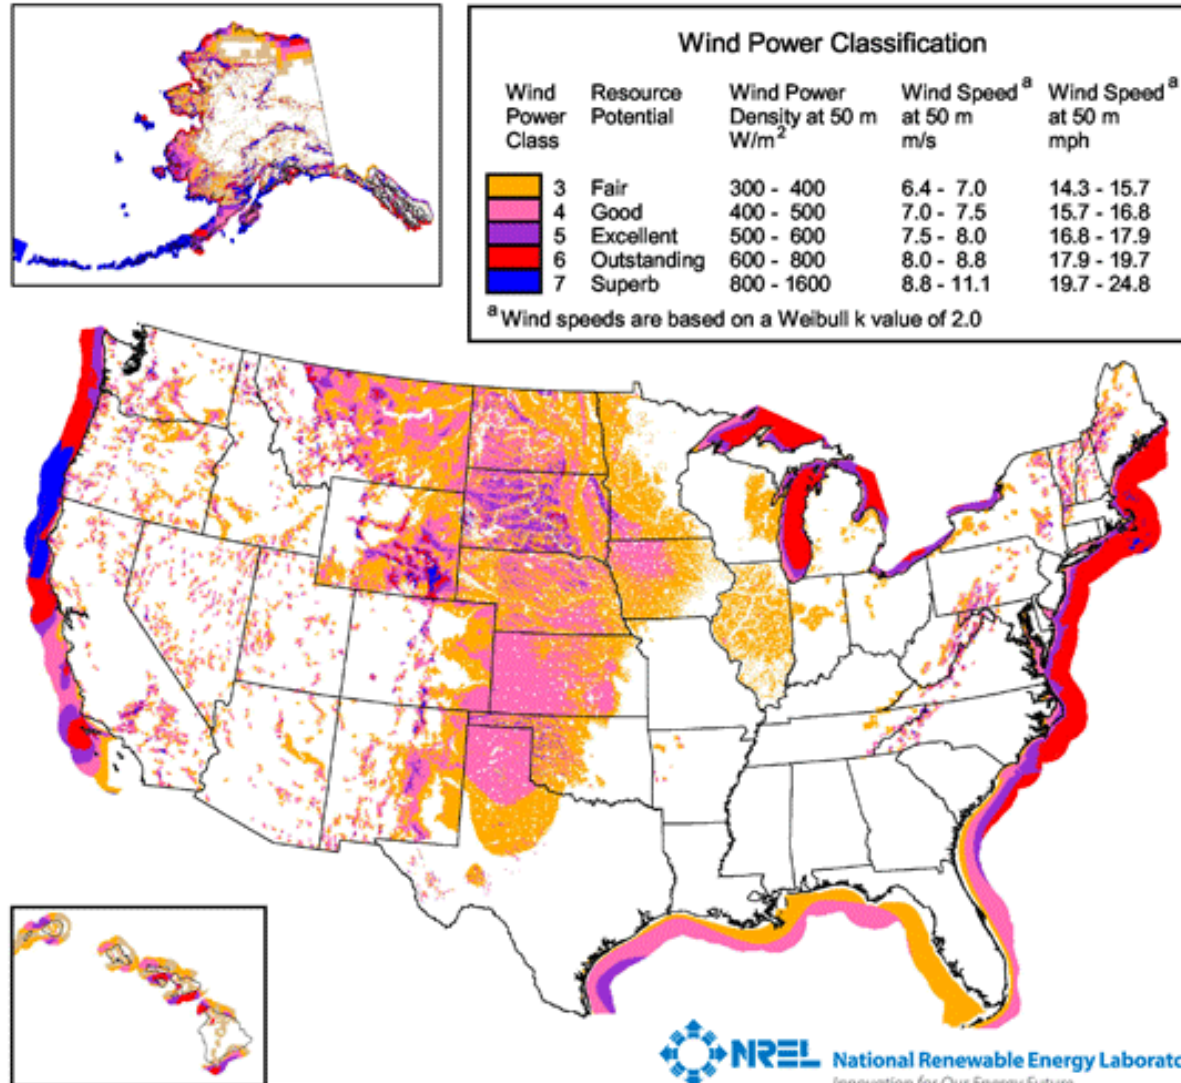 Wind Power Classification
Wind Power Class Resource Potential Wind Power Density at 50 m W/m² Wind Speed ᵃ at 50 m m/s Wind Speed ᵃ at 50 m mph
3 Fair 300 - 400 6.4 - 7.0 14.3 - 15.7
4 Good 400 - 500 7.0 - 7.5 15.7 - 16.8
5 Excellent 500 - 600 7.5 - 8.0 16.8 - 17.9
6 Outstanding 600 - 800 8.0 - 8.8 17.9 - 19.7
7 Superb 800 - 1600 8.8 - 11.1 19.7 - 24.8
ᵃ Wind speeds are based on a Weibull k value of 2.0
NREL National Renewable Energy Laborato
Innovation for Our Energy Future